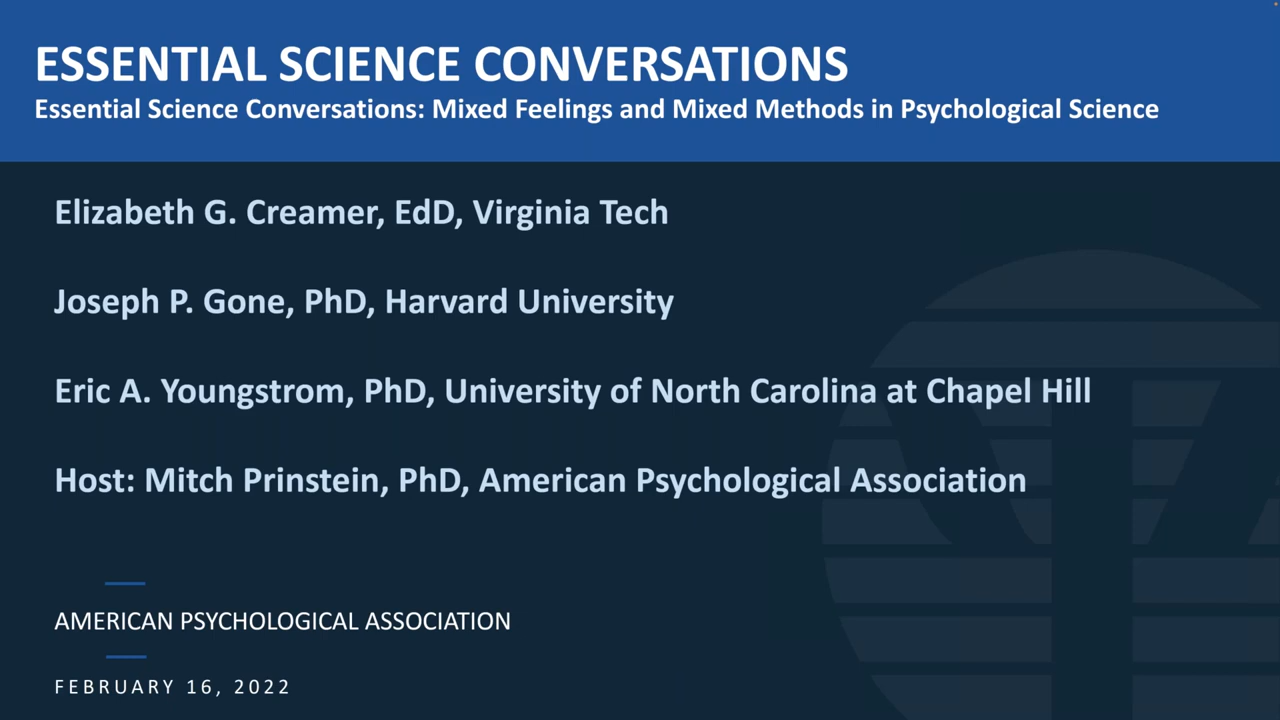 ESSENTIAL SCIENCE CONVERSATIONS
Essential Science Conversations: Mixed Feelings and Mixed Methods in Psychological Science
Elizabeth G. Creamer, EdD, Virginia Tech
Joseph P. Gone, PhD, Harvard University
Eric A. Youngstrom, PhD, University of North Carolina at Chapel Hill
Host: Mitch Prinstein, PhD, American Psychological Association
AMERICAN PSYCHOLOGICAL ASSOCIATION
FEBRUARY 16, 2022